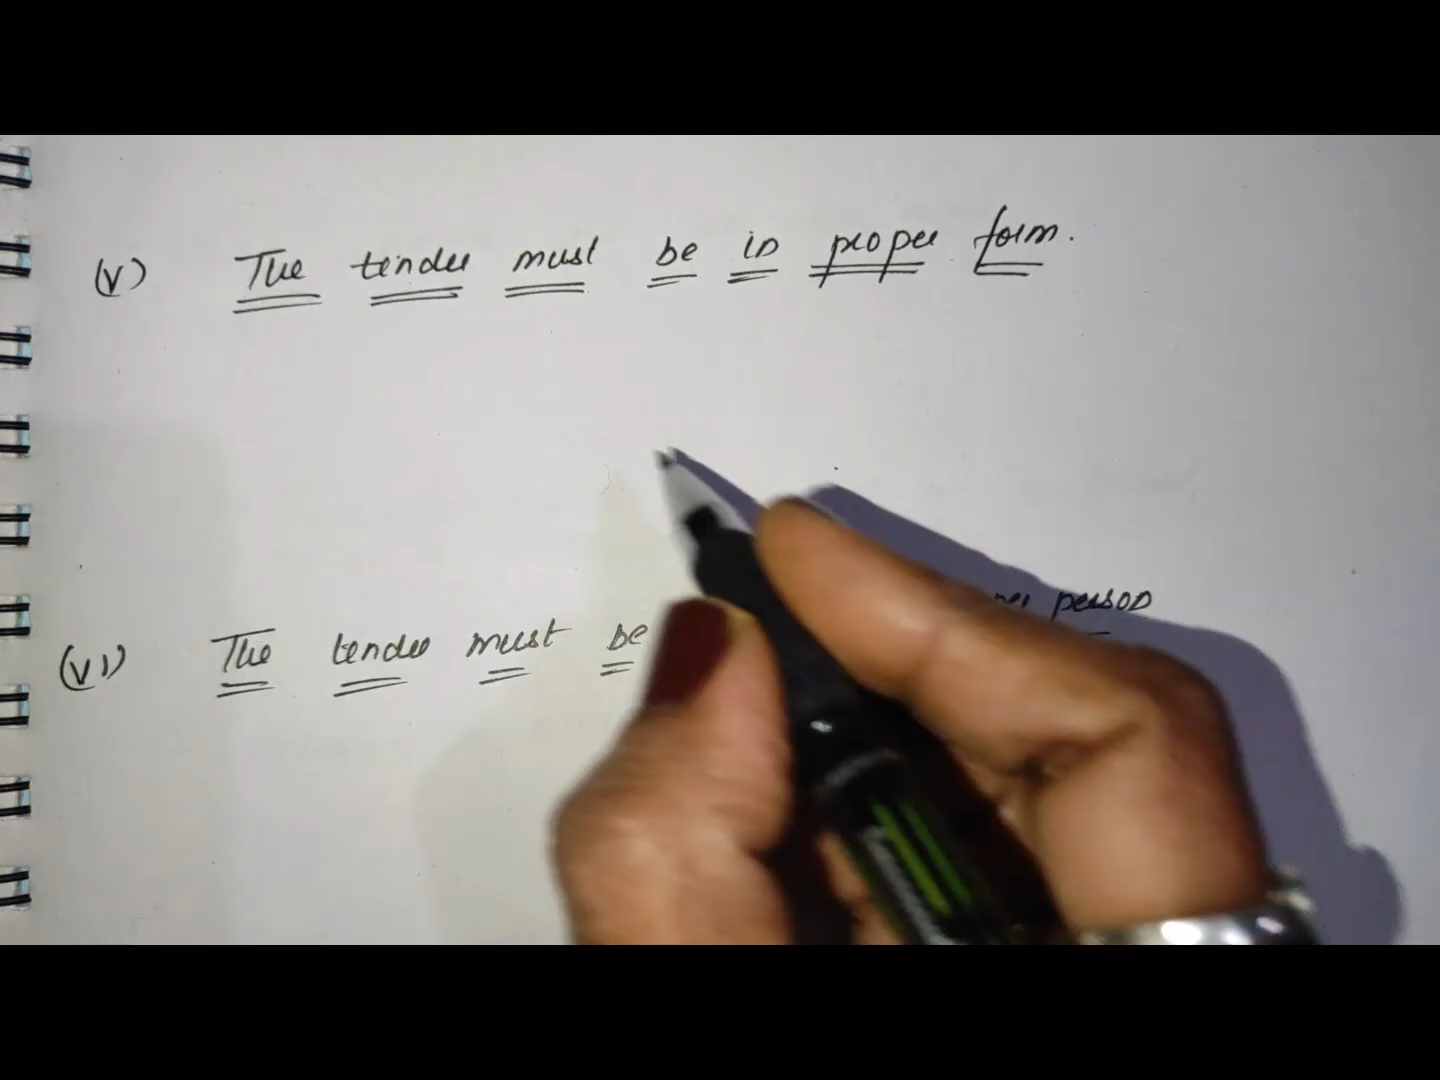 (v) The tender must be in proper form.
(vi) The tender must be person